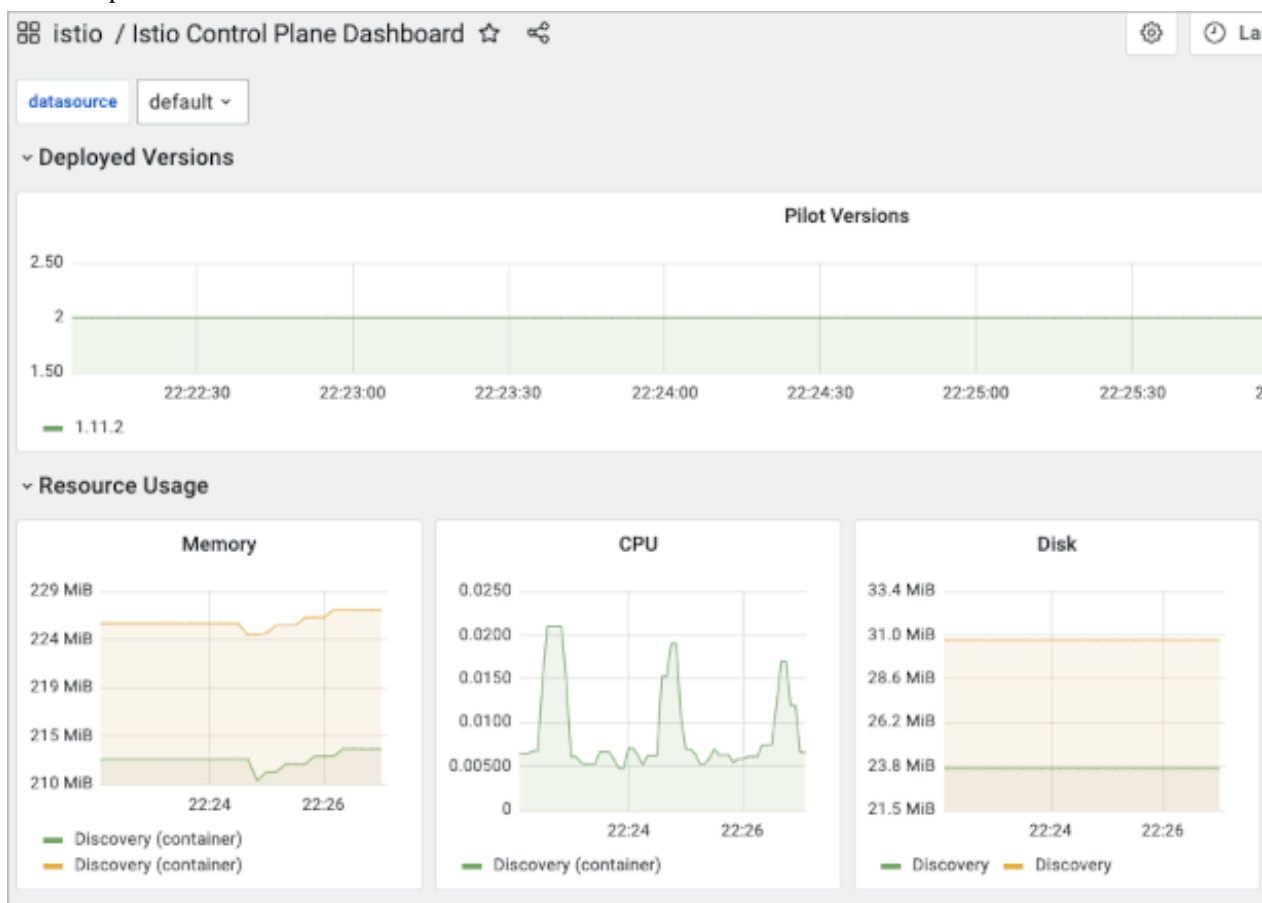 istio / Istio Control Plane Dashboard
La
datasource default
Deployed Versions
Pilot Versions
2.50
2
1.50
22:22:30 22:23:00 22:23:30 22:24:00 22:24:30 22:25:00 22:25:30 2
1.11.2
Resource Usage
Memory
229 MiB
224 MiB
219 MiB
215 MiB
210 MiB
22:24 22:26
Discovery (container)
Discovery (container)
CPU
0.0250
0.0200
0.0150
0.0100
0.00500
0
22:24 22:26
Discovery (container)
Disk
33.4 MiB
31.0 MiB
28.6 MiB
26.2 MiB
23.8 MiB
21.5 MiB
22:24 22:26
Discovery Discovery